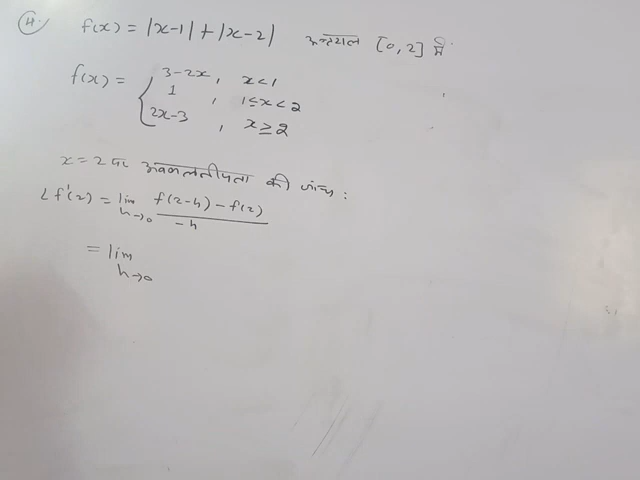 4. f(x) = |x-1| + |x-2| अन्तराल [0, 2] में.
f(x) = { 3-2x, x<1
1, 1≤x<2
2x-3, x≥2
x=2 पर अवकलनीयता की जांच :
Lf'(2) = lim h→0 f(2-h) - f(2) / -h
= lim h→0